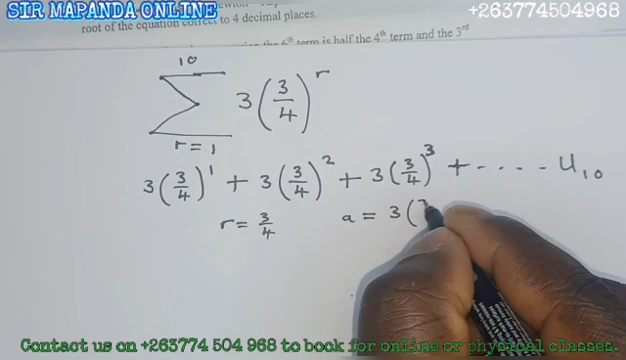 SIR MAPANDA ONLINE
+263774504968
root of the equation correct to 4 decimal places.
the 6th term is half the 4th term and the 3rd
10
∑ 3(3/4)^r
r=1
3(3/4)^1 + 3(3/4)^2 + 3(3/4)^3 + ..... U10
r = 3/4 a = 3(
Contact us on +263774 504 968 to book for online or physical classes.